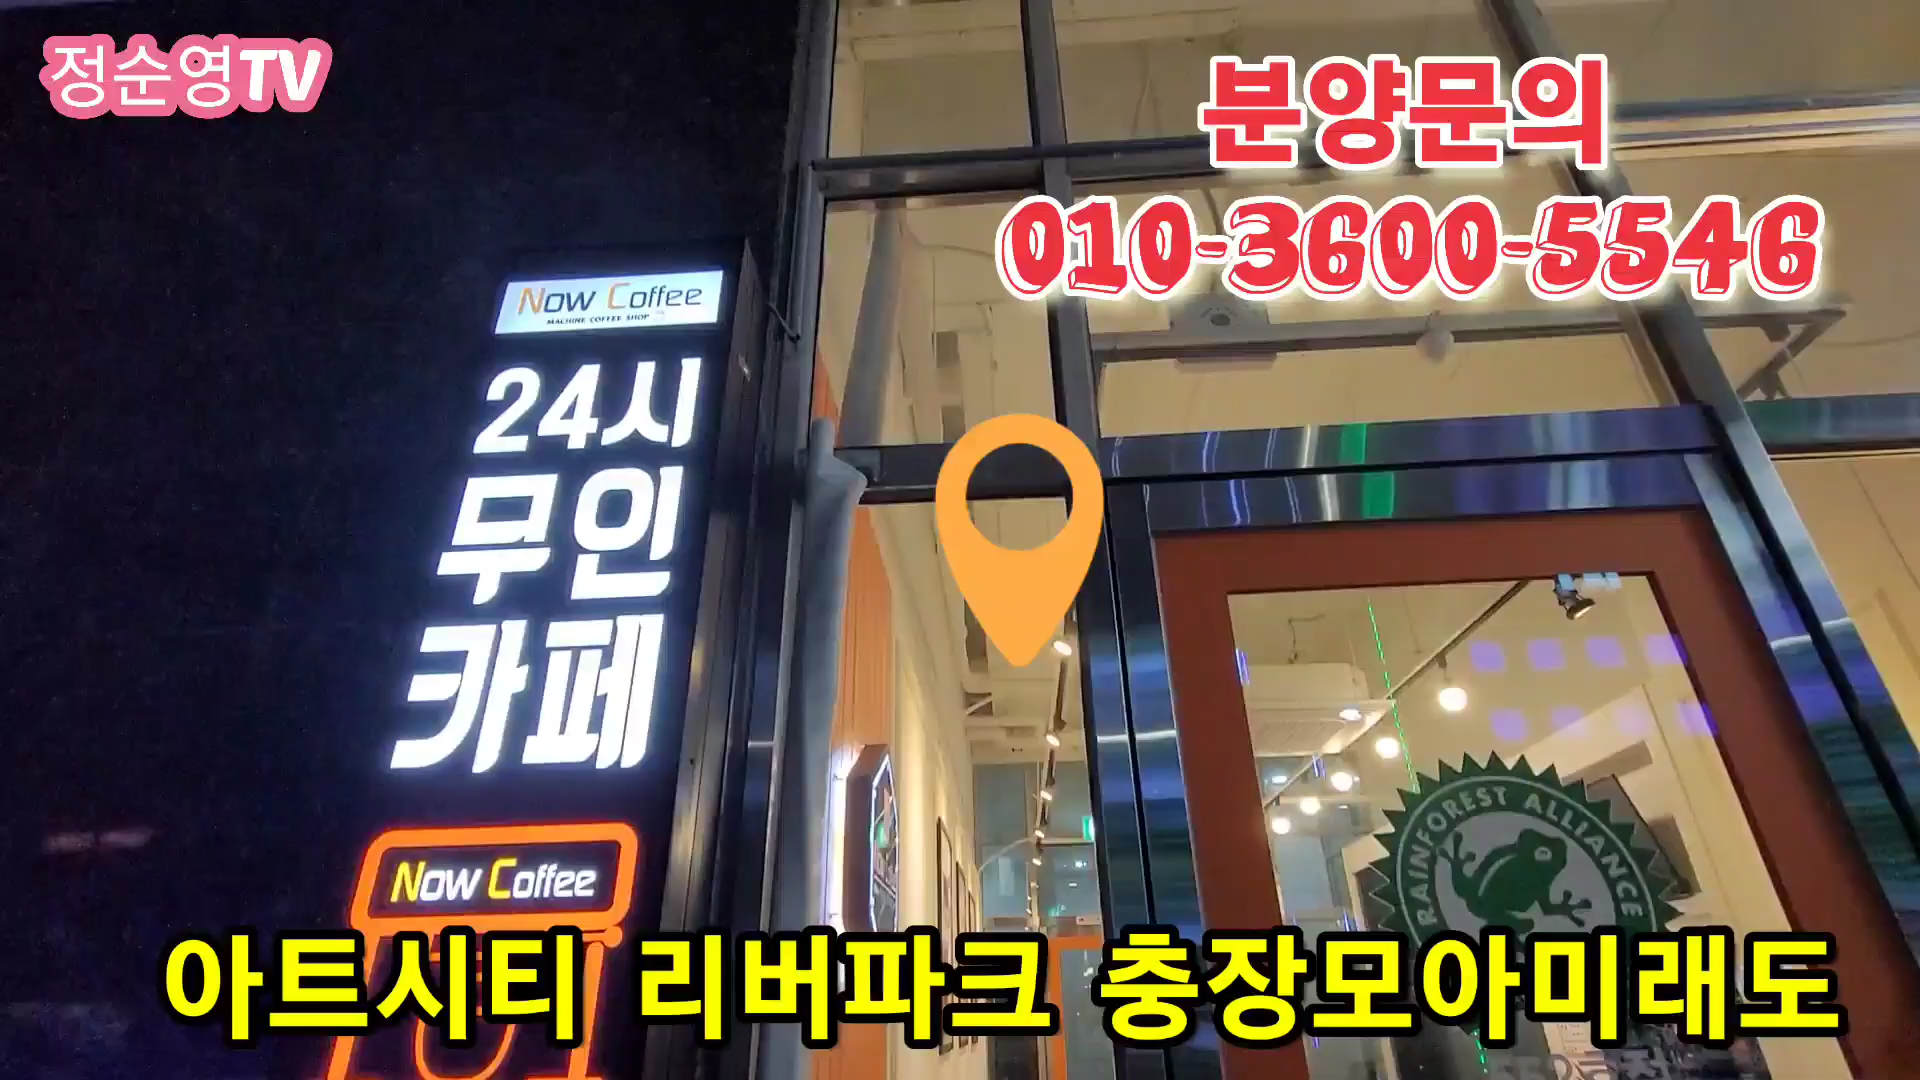 정순영TV
분양문의
010-3600-5546
Now Coffee
MACHINE COFFEE SHOP
24시
무인
카페
Now Coffee
RAINFOREST ALLIANCE
아트시티 리버파크 충장모아미래도